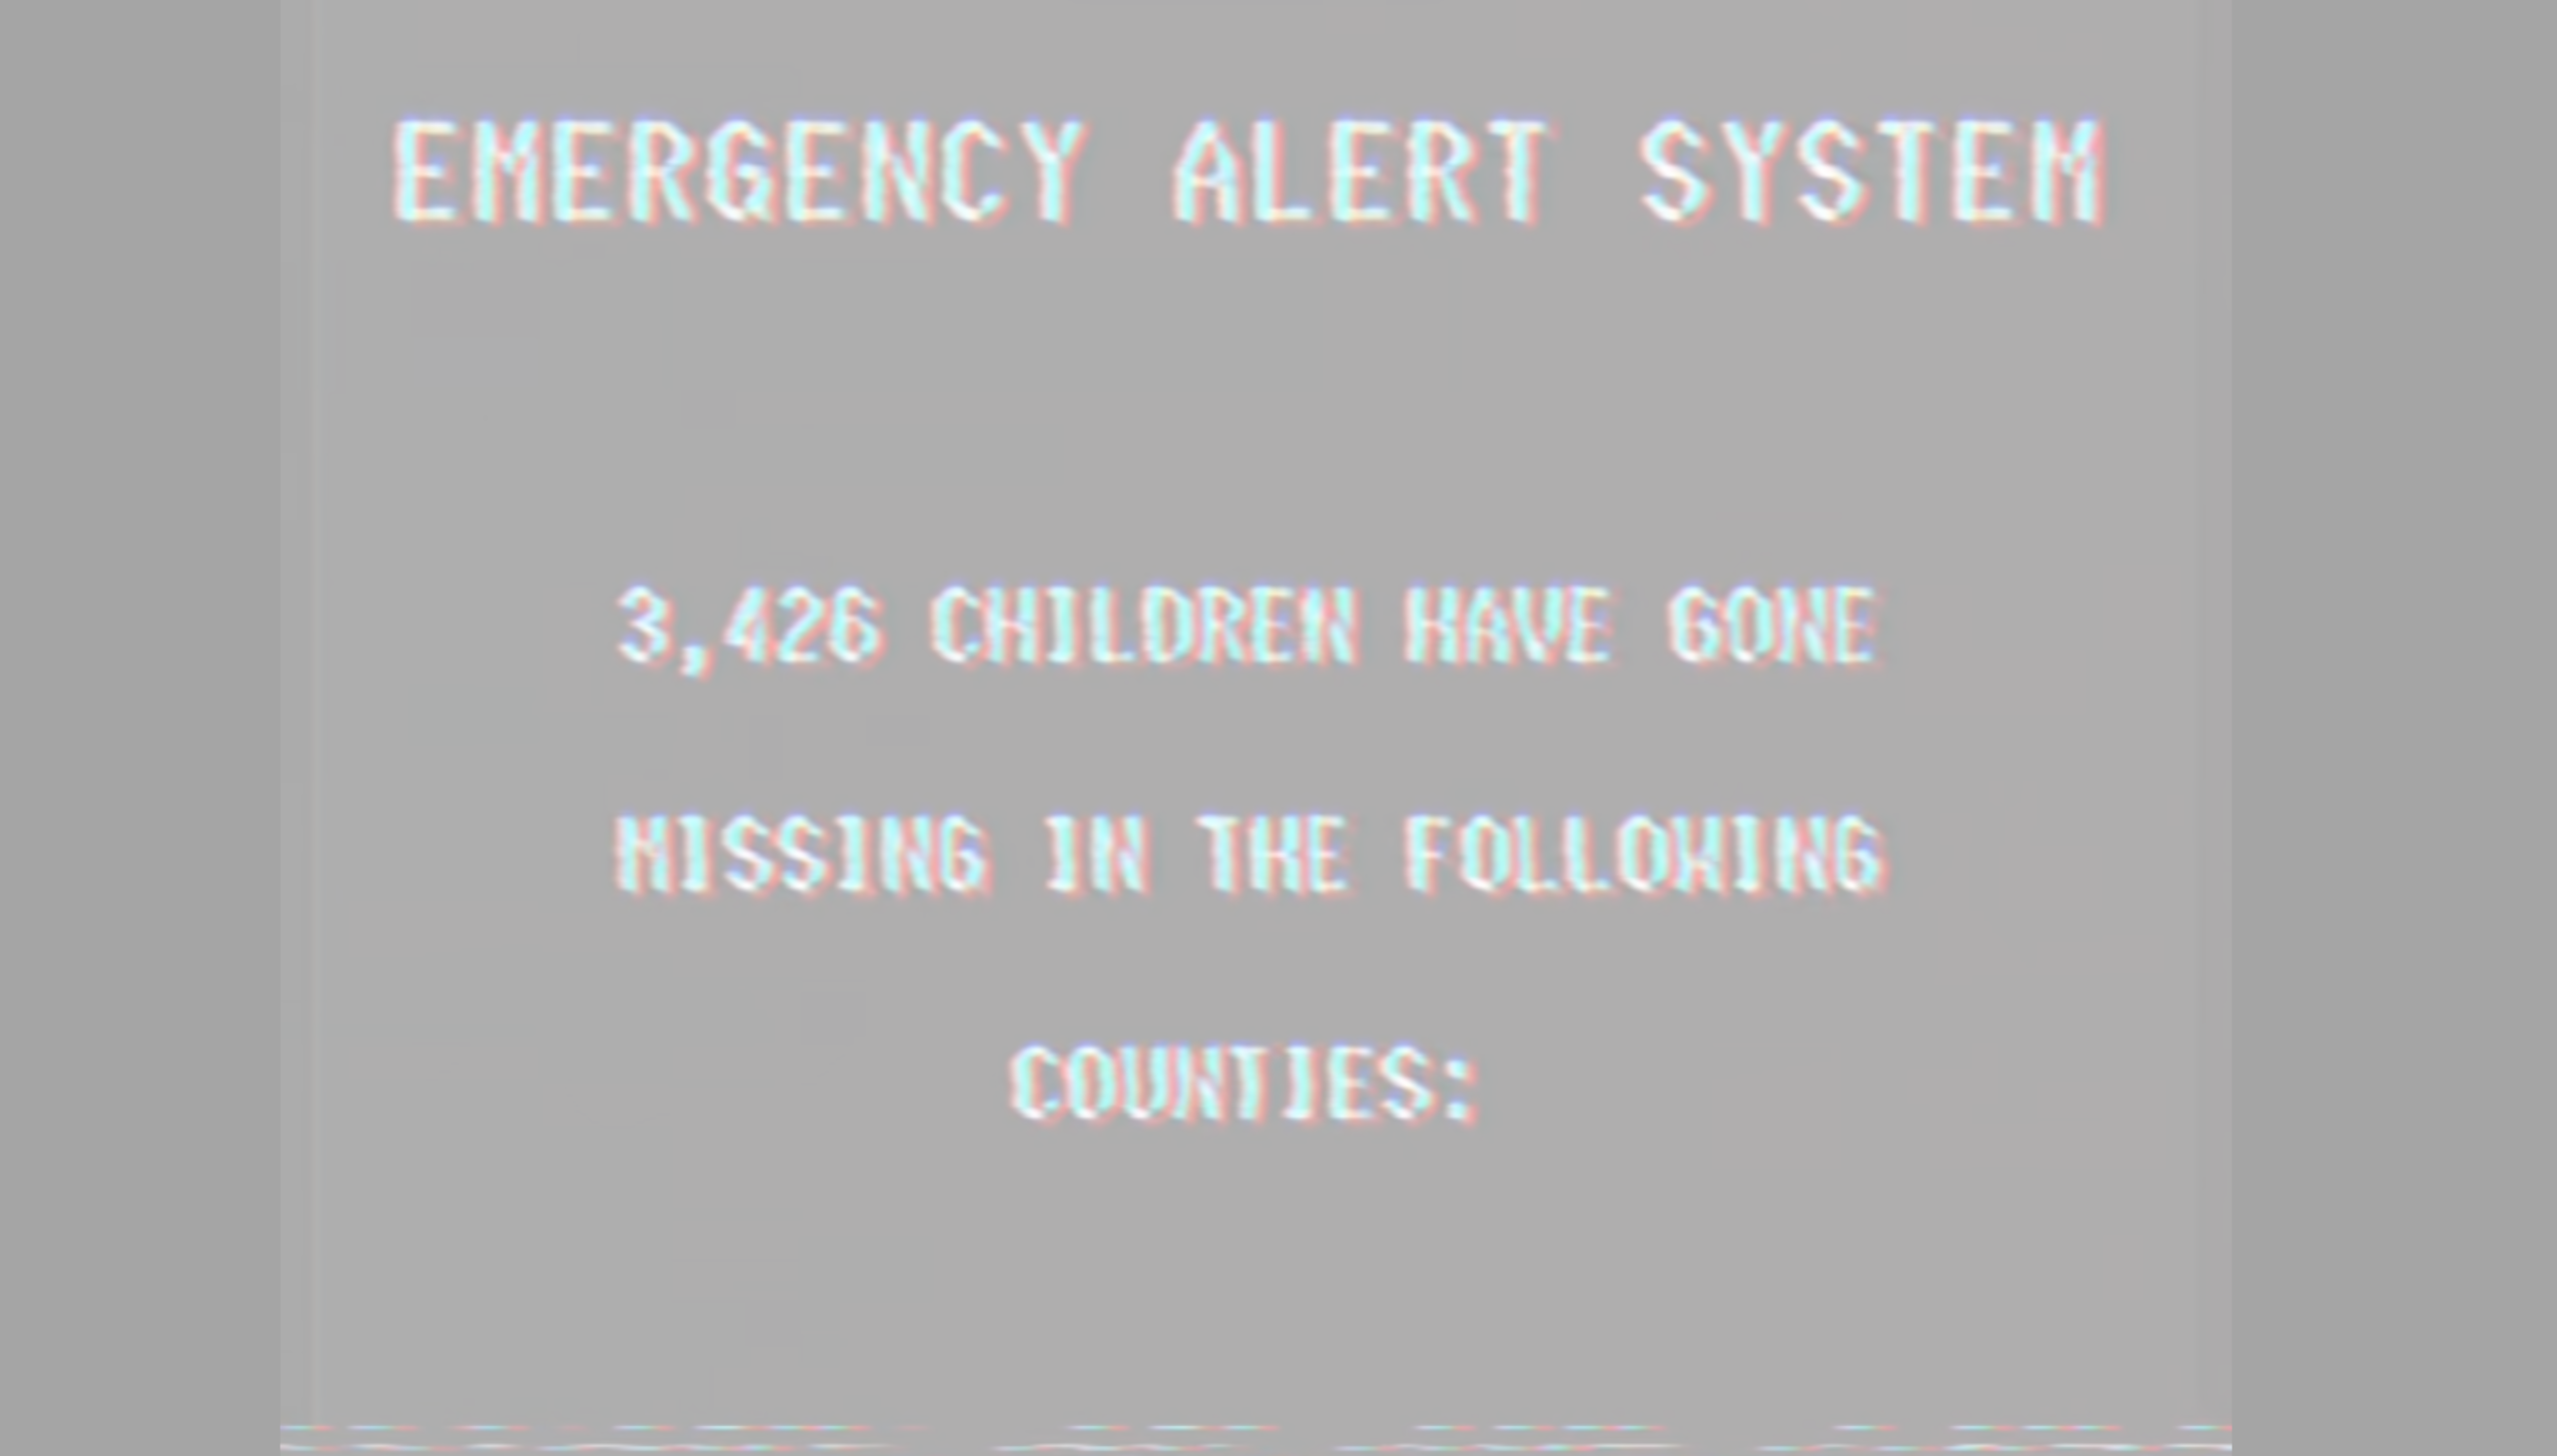 EMERGENCY ALERT SYSTEM
3,426 CHILDREN HAVE GONE
MISSING IN THE FOLLOWING
COUNTIES: